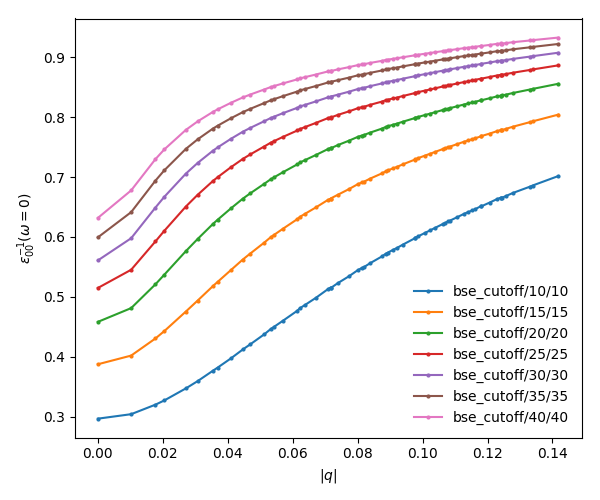 0.9
0.8
0.7
0.6
0.5
0.4
0.3
ε₀₀⁻¹(ω = 0)
bse_cutoff/10/10
bse_cutoff/15/15
bse_cutoff/20/20
bse_cutoff/25/25
bse_cutoff/30/30
bse_cutoff/35/35
bse_cutoff/40/40
0.00 0.02 0.04 0.06 0.08 0.10 0.12 0.14
|q|